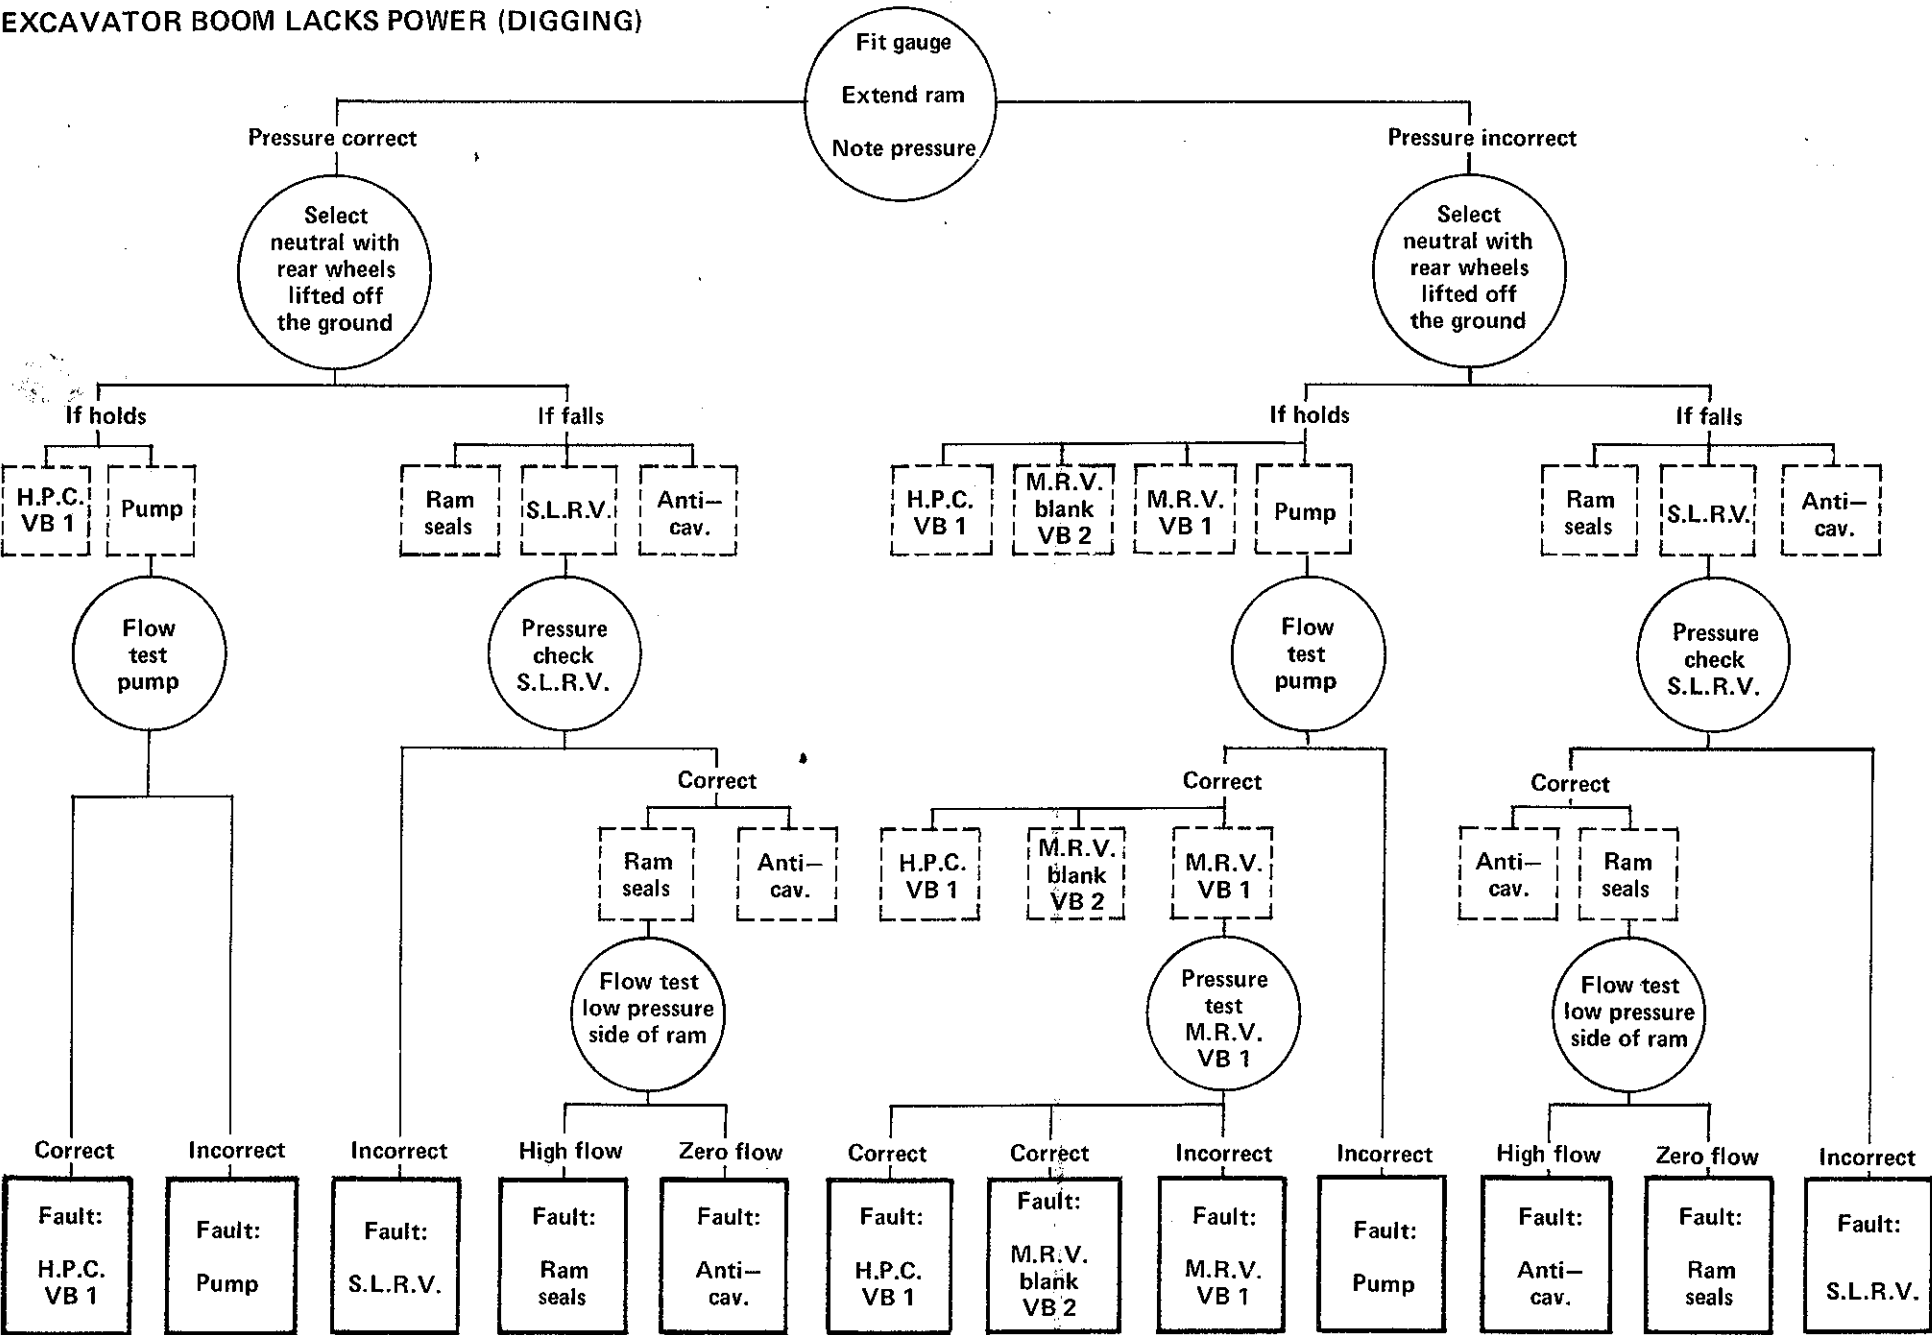 EXCAVATOR BOOM LACKS POWER (DIGGING)
Fit gauge
Extend ram
Note pressure
Pressure correct
Pressure incorrect
Select
neutral with
rear wheels
lifted off
the ground
Select
neutral with
rear wheels
lifted off
the ground
If holds
If falls
If holds
If falls
H.P.C.
VB 1
Pump
Ram
seals
S.L.R.V.
Anti–
cav.
H.P.C.
VB 1
M.R.V.
blank
VB 2
M.R.V.
VB 1
Pump
Ram
seals
S.L.R.V.
Anti–
cav.
Flow
test
pump
Pressure
check
S.L.R.V.
Flow
test
pump
Pressure
check
S.L.R.V.
Correct
Correct
Correct
Ram
seals
Anti–
cav.
H.P.C.
VB 1
M.R.V.
blank
VB 2
M.R.V.
VB 1
Anti–
cav.
Ram
seals
Flow test
low pressure
side of ram
Pressure
test
M.R.V.
VB 1
Flow test
low pressure
side of ram
Correct
Incorrect
Incorrect
High flow
Zero flow
Correct
Correct
Incorrect
Incorrect
High flow
Zero flow
Incorrect
Fault:
H.P.C.
VB 1
Fault:
Pump
Fault:
S.L.R.V.
Fault:
Ram
seals
Fault:
Anti–
cav.
Fault:
H.P.C.
VB 1
Fault:
M.R.V.
blank
VB 2
Fault:
M.R.V.
VB 1
Fault:
Pump
Fault:
Anti–
cav.
Fault:
Ram
seals
Fault:
S.L.R.V.